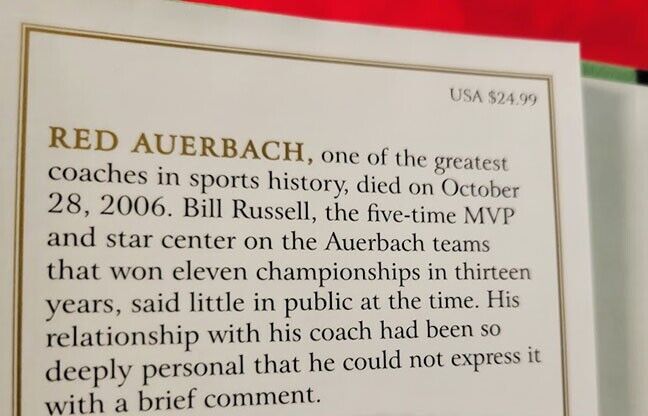 USA $24.99
RED AUERBACH, one of the greatest
coaches in sports history, died on October
28, 2006. Bill Russell, the five-time MVP
and star center on the Auerbach teams
that won eleven championships in thirteen
years, said little in public at the time. His
relationship with his coach had been so
deeply personal that he could not express it
with a brief comment.